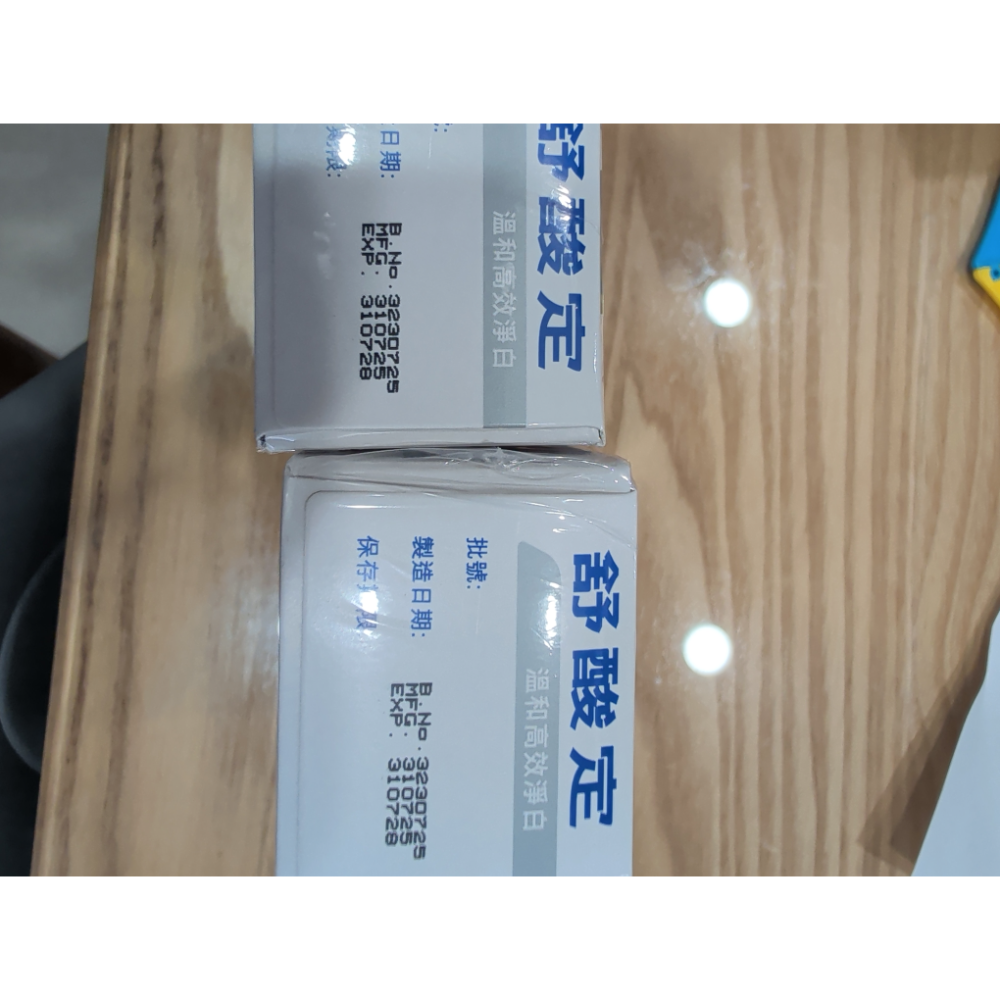 舒酸定
溫和高效淨白
日期:
B.No.3230725
MFG: 310725
EXP. 310728
舒酸定
溫和高效淨白
批號:
製造日期:
保存期限
B.No.3230725
MFG: 310725
EXP. 310728